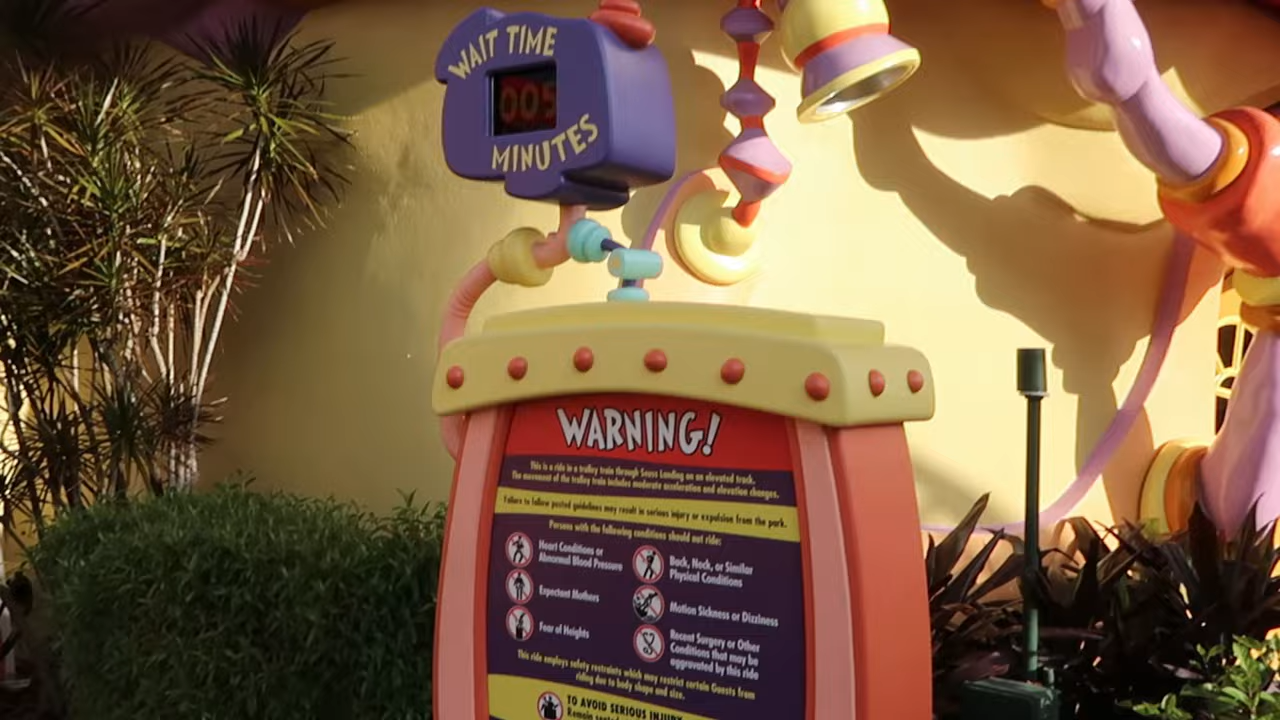 WAIT TIME
005
MINUTES
WARNING!
This is a ride in a trolley train through Seuss Landing on an elevated track.
The movement of the trolley train includes moderate acceleration and elevation changes.
Failure to follow posted guidelines may result in serious injury or expulsion from the park.
Persons with the following conditions should not ride:
Heart Conditions or
Abnormal Blood Pressure
Expectant Mothers
Fear of Heights
Back, Neck, or Similar
Physical Conditions
Motion Sickness or Dizziness
Recent Surgery or Other
Conditions that may be
aggravated by this ride
This ride employs safety restraints which may restrict certain Guests from
riding due to body shape and size.
TO AVOID SERIOUS INJURY
Remain seated